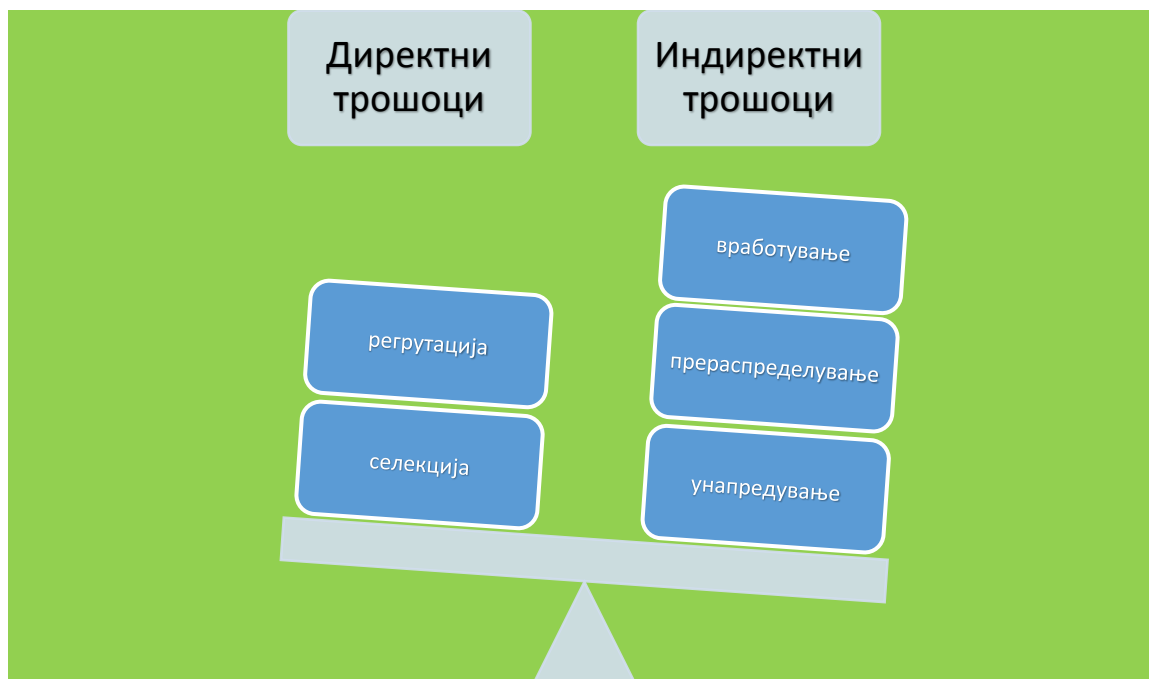 Директни
трошоци
Индиректни
трошоци
регрутација
селекција
вработување
прераспределување
унапредување